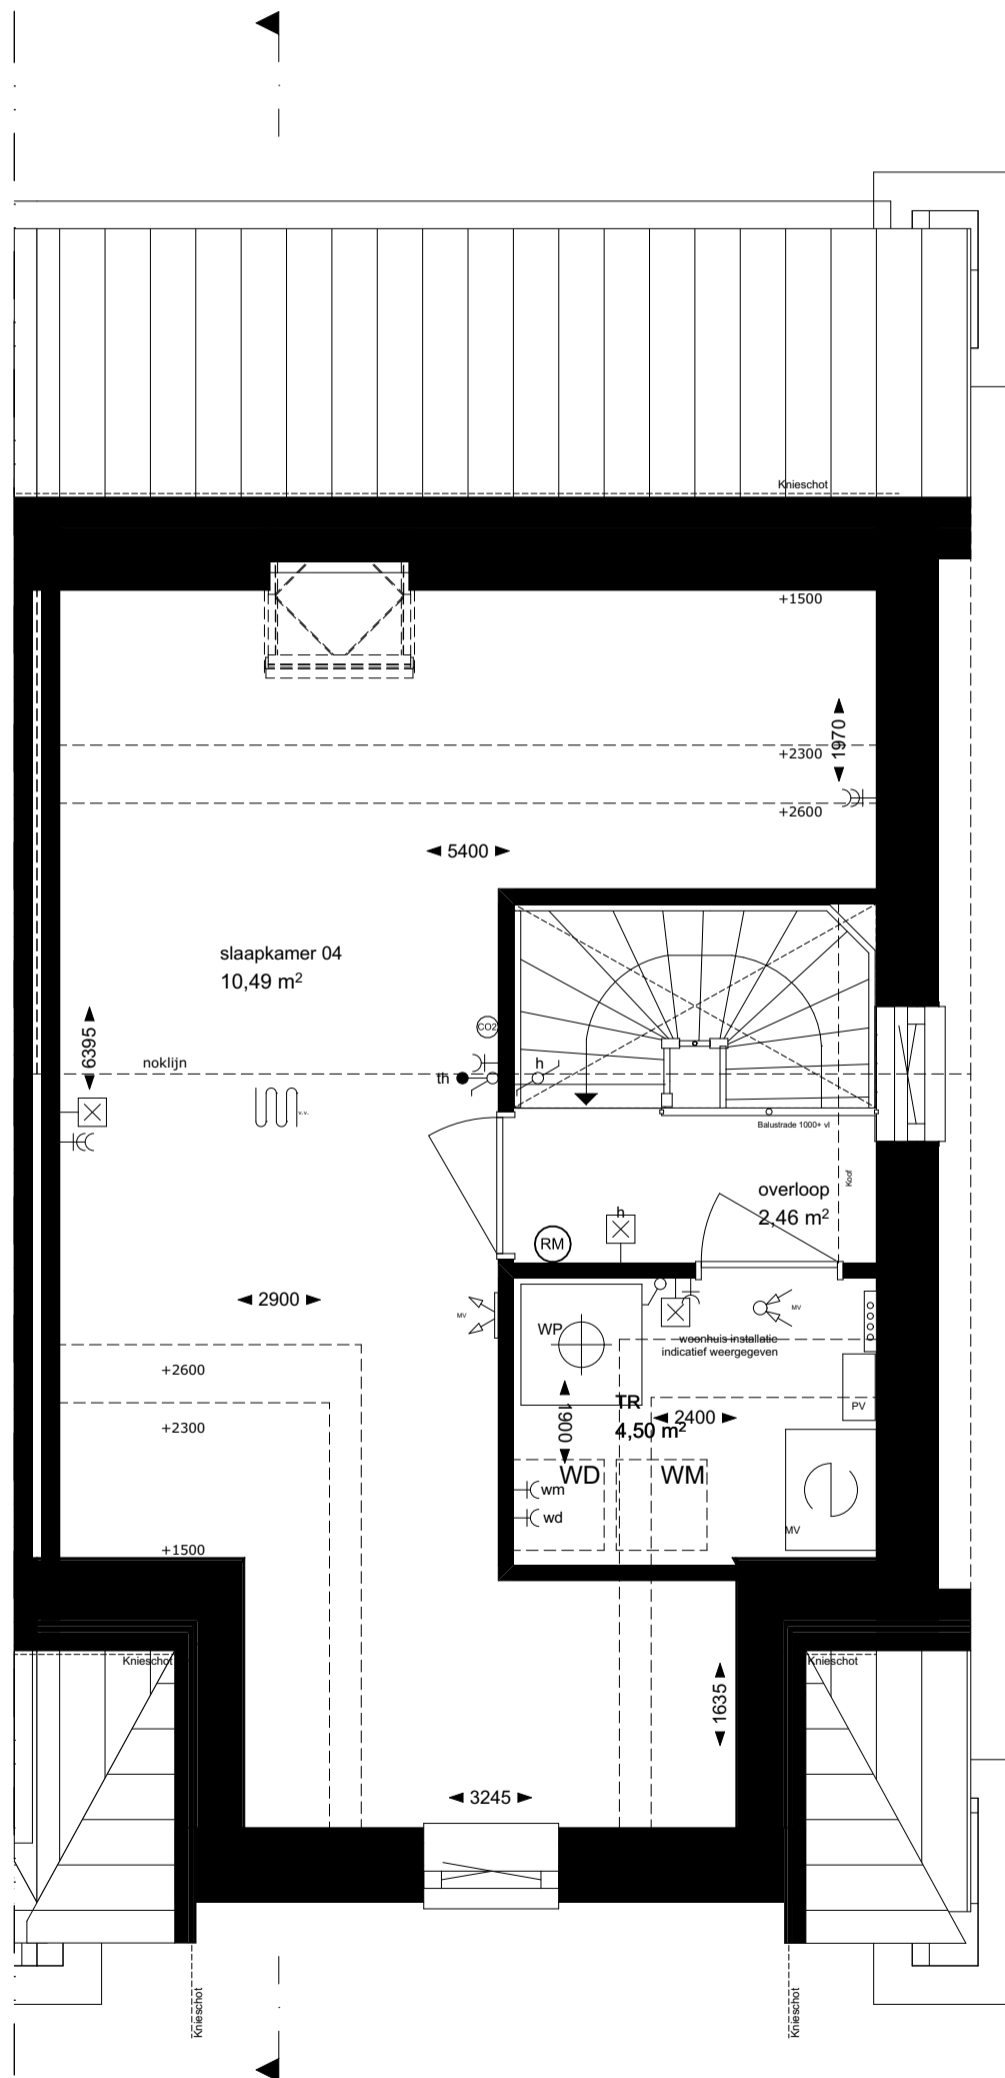 Knieschot
+1500
1970
+2300
+2600
5400
slaapkamer 04
10,49 m²
CO2
6395
noklijn
th
h
v.v.
Balustrade 1000+ vl
Koof
overloop
2,46 m²
h
RM
2900
MV
WP
MV
woonhuis installatie
indicatief weergegeven
+2600
PV
TR
4,50 m²
1900
2400
+2300
WD
WM
wm
wd
MV
+1500
Knieschot
Knieschot
1635
3245
Knieschot
Knieschot